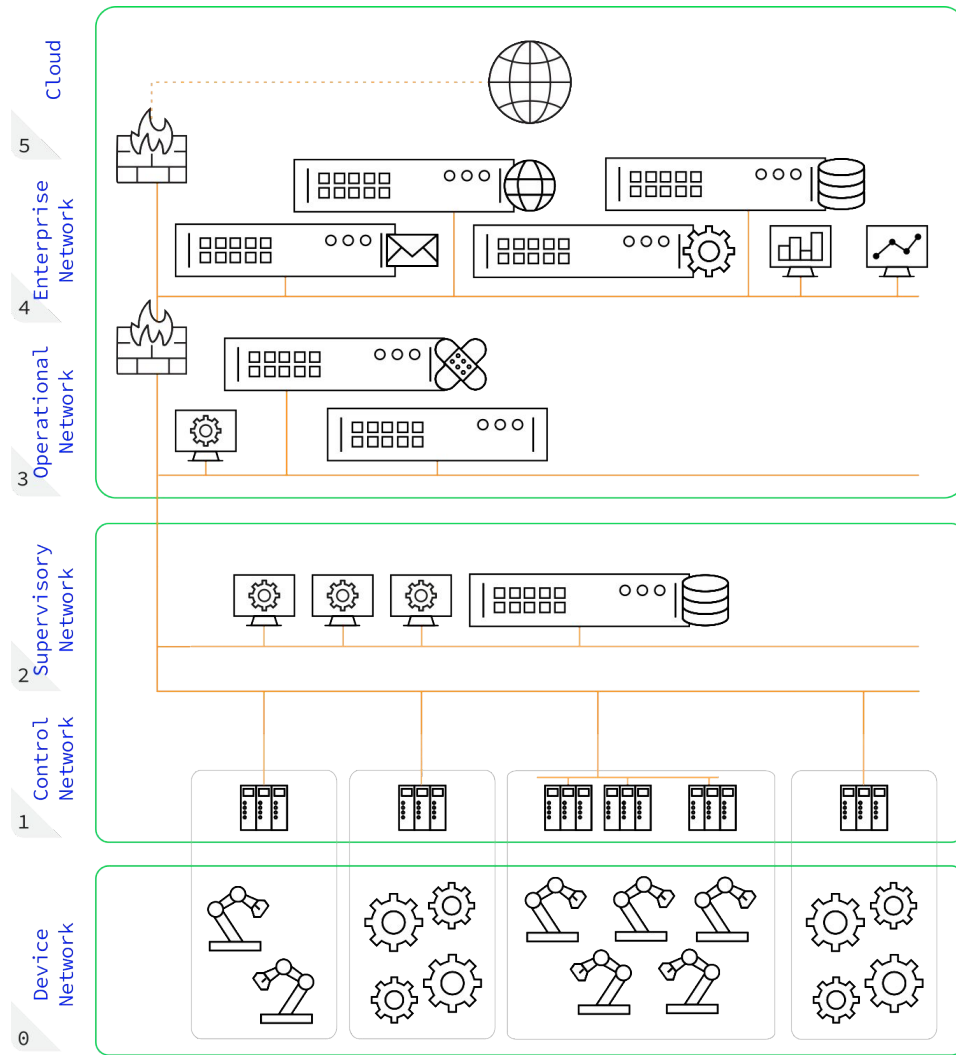 Cloud
5
Enterprise
Network
4
Operational
Network
3
Supervisory
Network
2
Control
Network
1
Device
Network
0